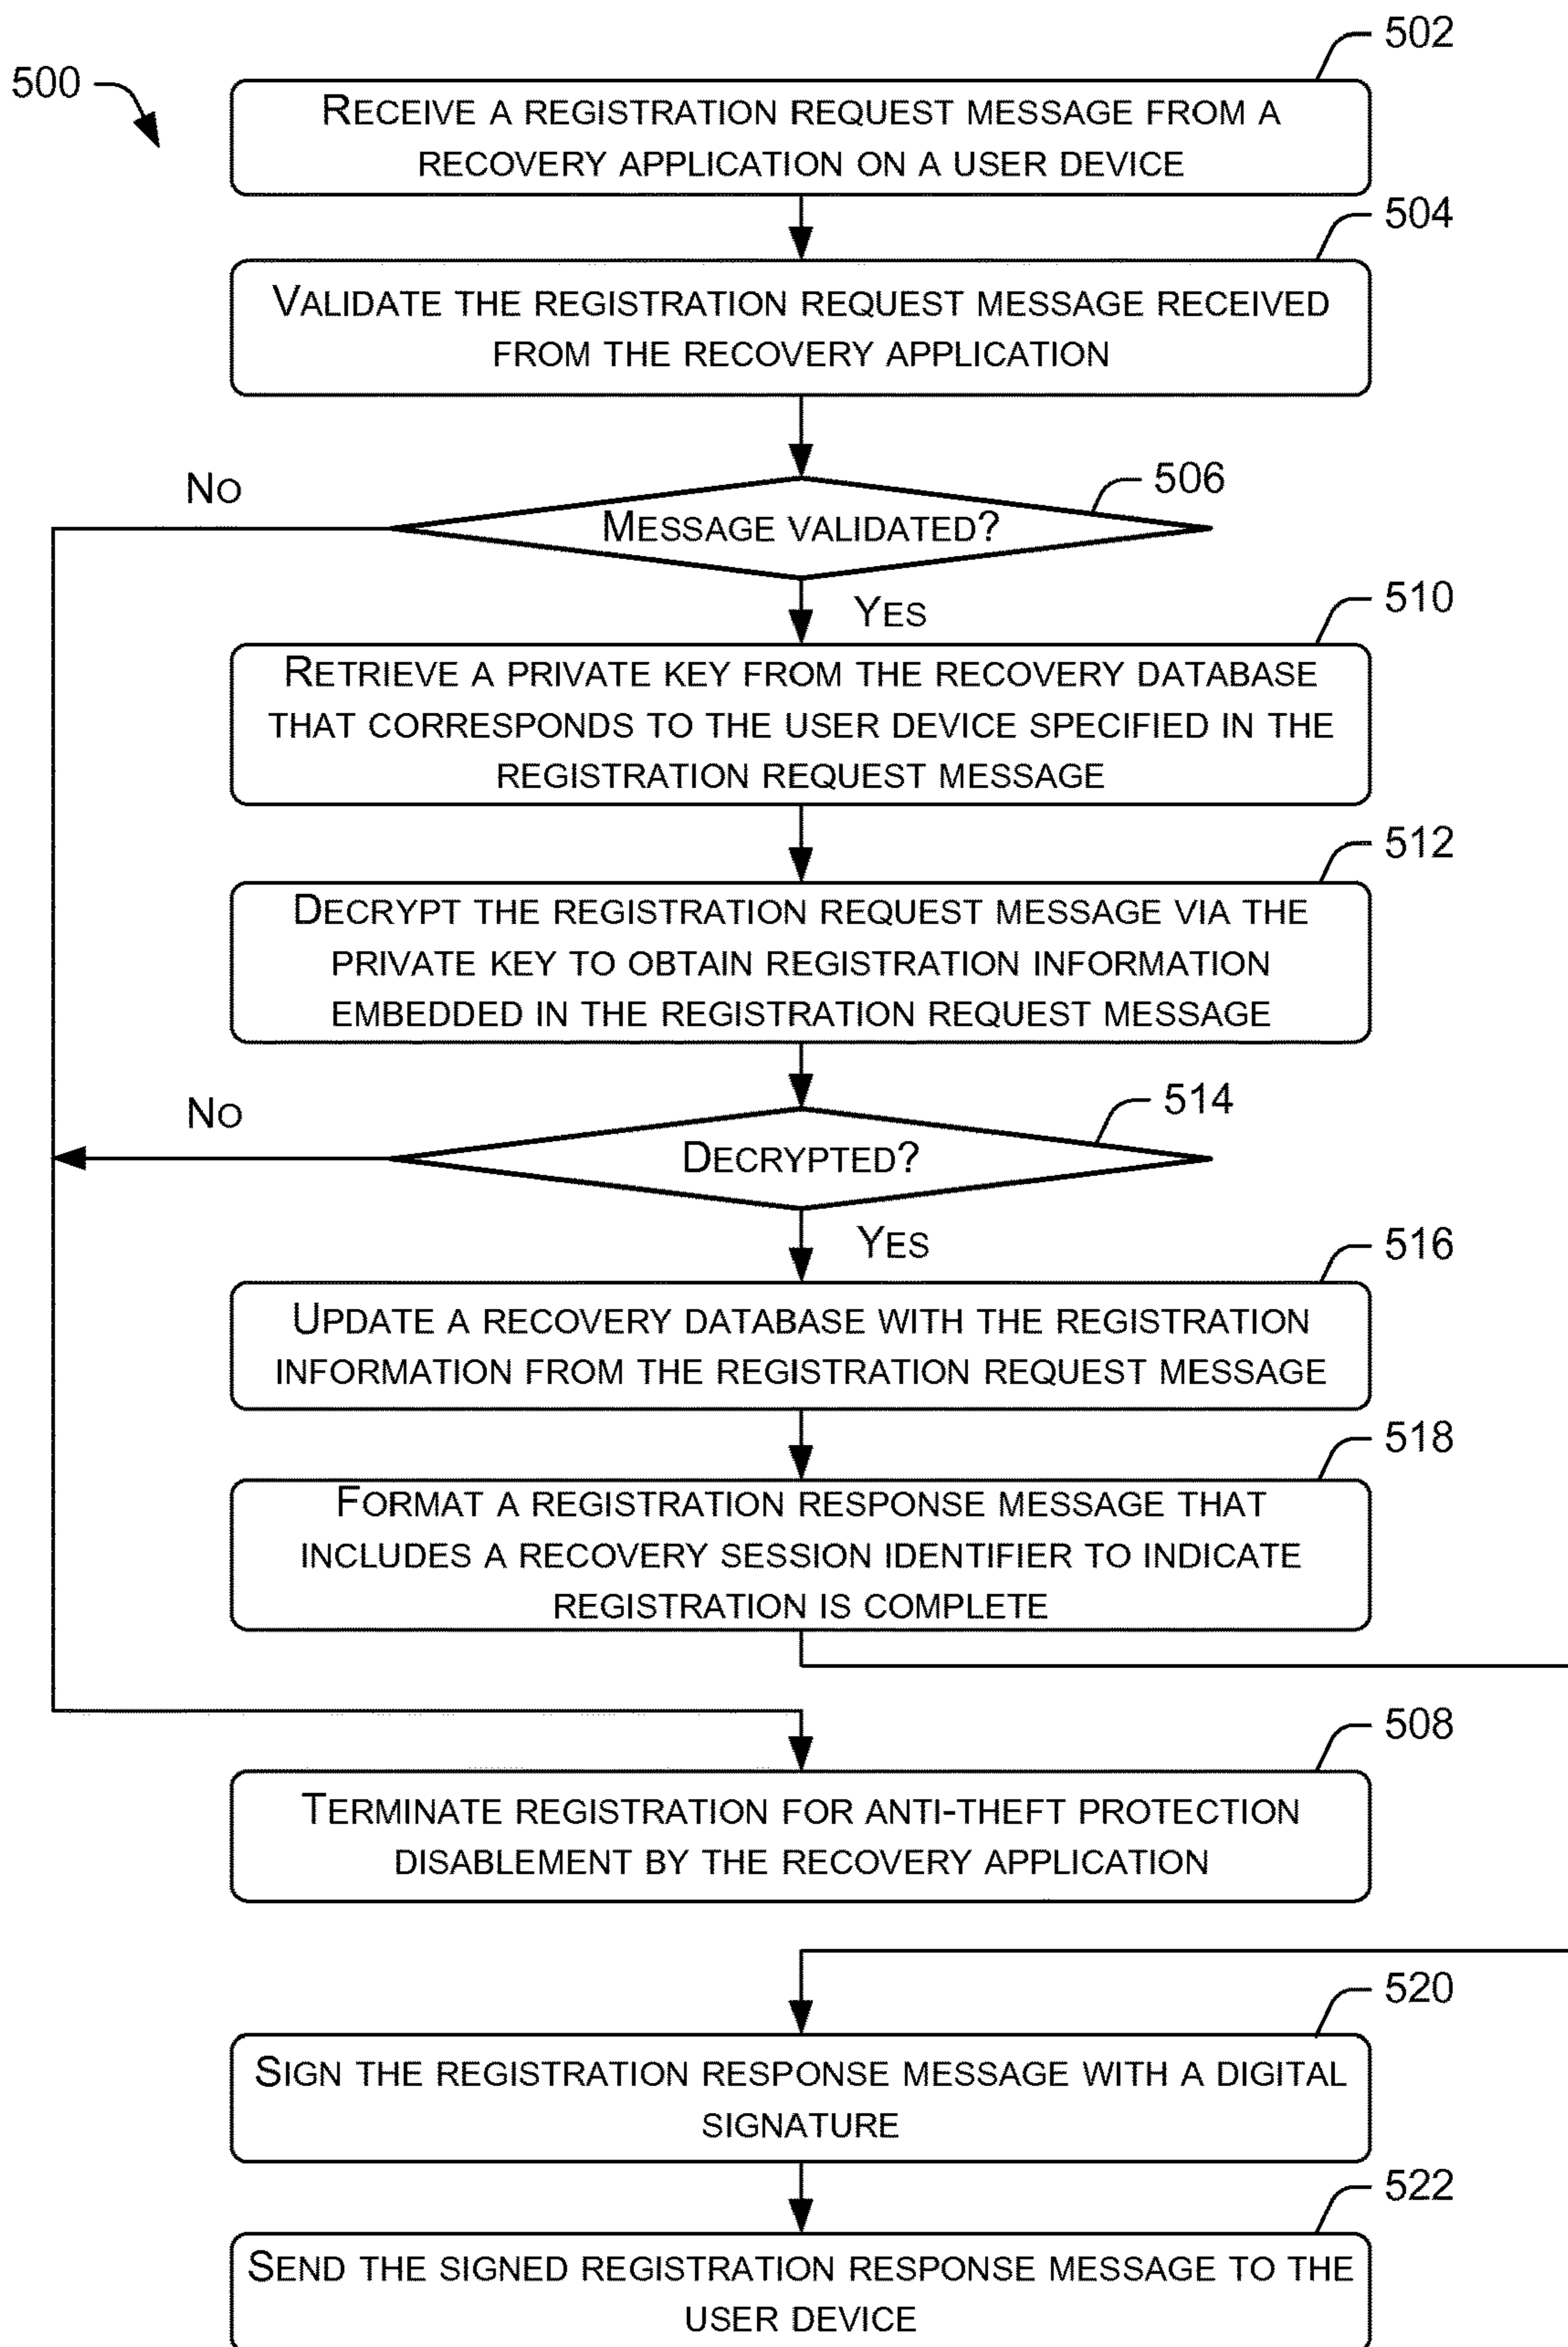 502
500
RECEIVE A REGISTRATION REQUEST MESSAGE FROM A
RECOVERY APPLICATION ON A USER DEVICE
504
VALIDATE THE REGISTRATION REQUEST MESSAGE RECEIVED
FROM THE RECOVERY APPLICATION
NO
506
MESSAGE VALIDATED?
YES
510
RETRIEVE A PRIVATE KEY FROM THE RECOVERY DATABASE
THAT CORRESPONDS TO THE USER DEVICE SPECIFIED IN THE
REGISTRATION REQUEST MESSAGE
512
DECRYPT THE REGISTRATION REQUEST MESSAGE VIA THE
PRIVATE KEY TO OBTAIN REGISTRATION INFORMATION
EMBEDDED IN THE REGISTRATION REQUEST MESSAGE
NO
514
DECRYPTED?
YES
516
UPDATE A RECOVERY DATABASE WITH THE REGISTRATION
INFORMATION FROM THE REGISTRATION REQUEST MESSAGE
518
FORMAT A REGISTRATION RESPONSE MESSAGE THAT
INCLUDES A RECOVERY SESSION IDENTIFIER TO INDICATE
REGISTRATION IS COMPLETE
508
TERMINATE REGISTRATION FOR ANTI-THEFT PROTECTION
DISABLEMENT BY THE RECOVERY APPLICATION
520
SIGN THE REGISTRATION RESPONSE MESSAGE WITH A DIGITAL
SIGNATURE
522
SEND THE SIGNED REGISTRATION RESPONSE MESSAGE TO THE
USER DEVICE